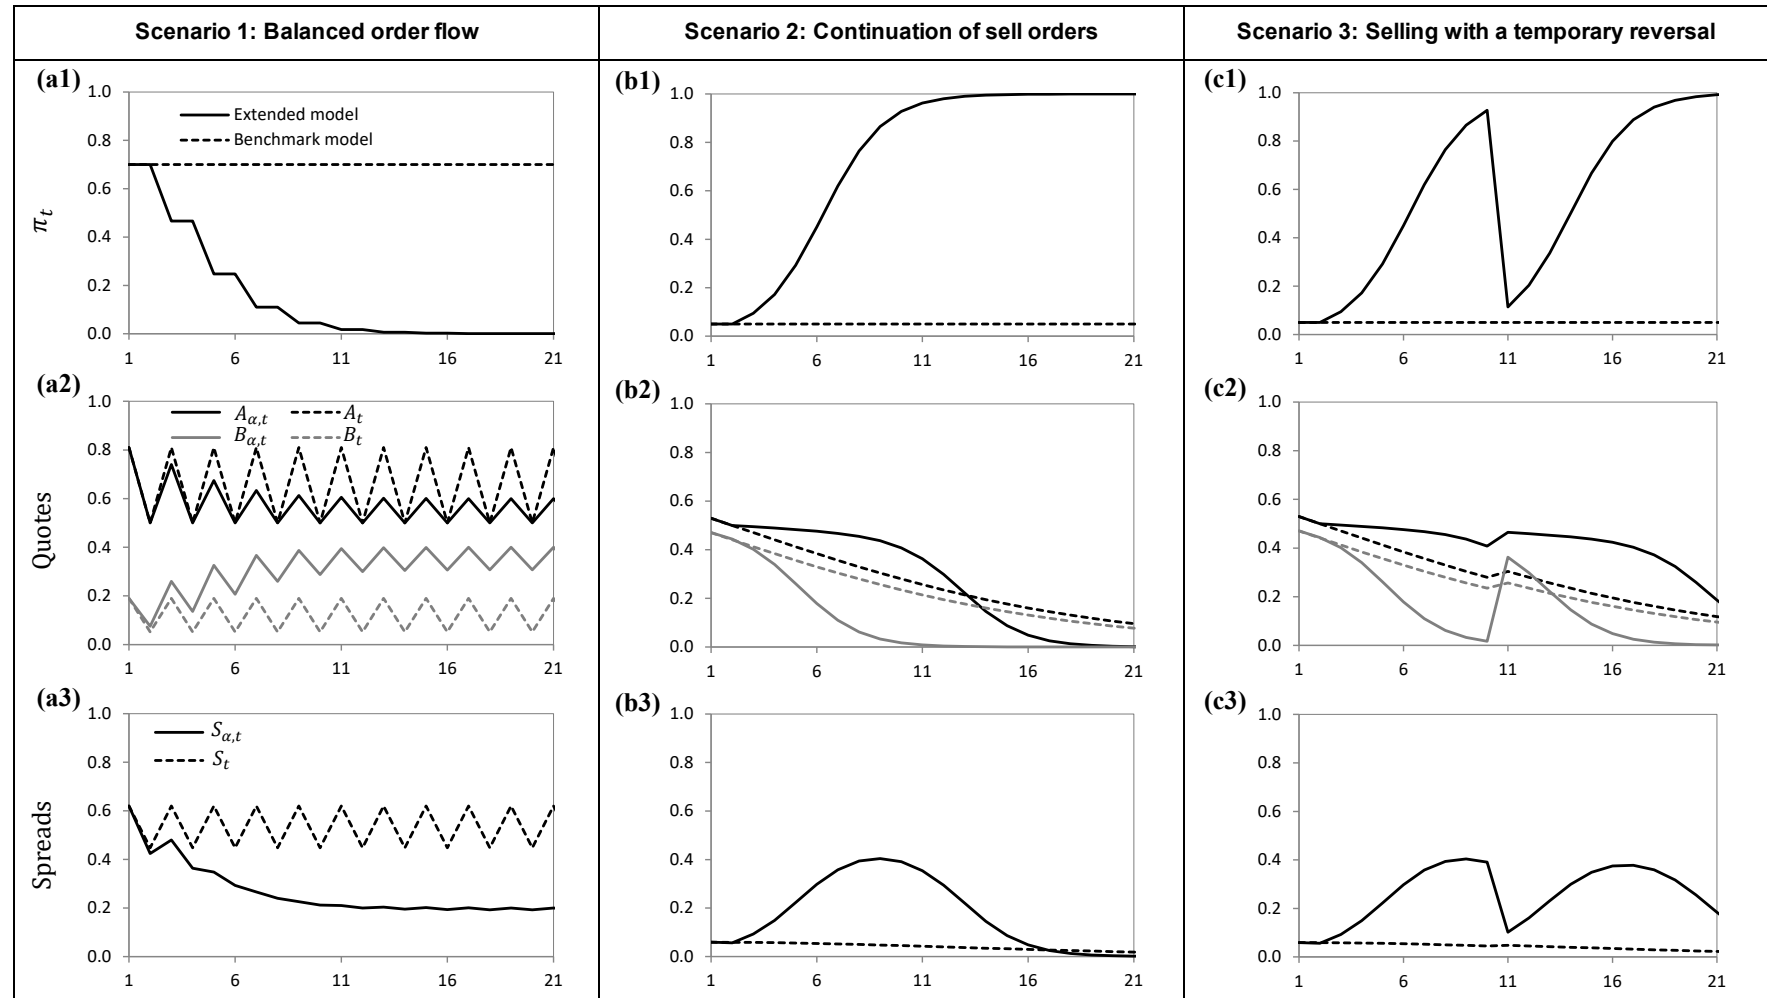 Scenario 1: Balanced order flow
Scenario 2: Continuation of sell orders
Scenario 3: Selling with a temporary reversal
(a1)
1.0
0.8
0.6
0.4
0.2
0.0
π_t
Extended model
Benchmark model
1 6 11 16 21
(b1)
1.0
0.8
0.6
0.4
0.2
0.0
1 6 11 16 21
(c1)
1.0
0.8
0.6
0.4
0.2
0.0
1 6 11 16 21
(a2)
1.0
0.8
0.6
0.4
0.2
0.0
Quotes
A_{α,t} A_t
B_{α,t} B_t
1 6 11 16 21
(b2)
1.0
0.8
0.6
0.4
0.2
0.0
1 6 11 16 21
(c2)
1.0
0.8
0.6
0.4
0.2
0.0
1 6 11 16 21
(a3)
1.0
0.8
0.6
0.4
0.2
0.0
Spreads
S_{α,t}
S_t
1 6 11 16 21
(b3)
1.0
0.8
0.6
0.4
0.2
0.0
1 6 11 16 21
(c3)
1.0
0.8
0.6
0.4
0.2
0.0
1 6 11 16 21